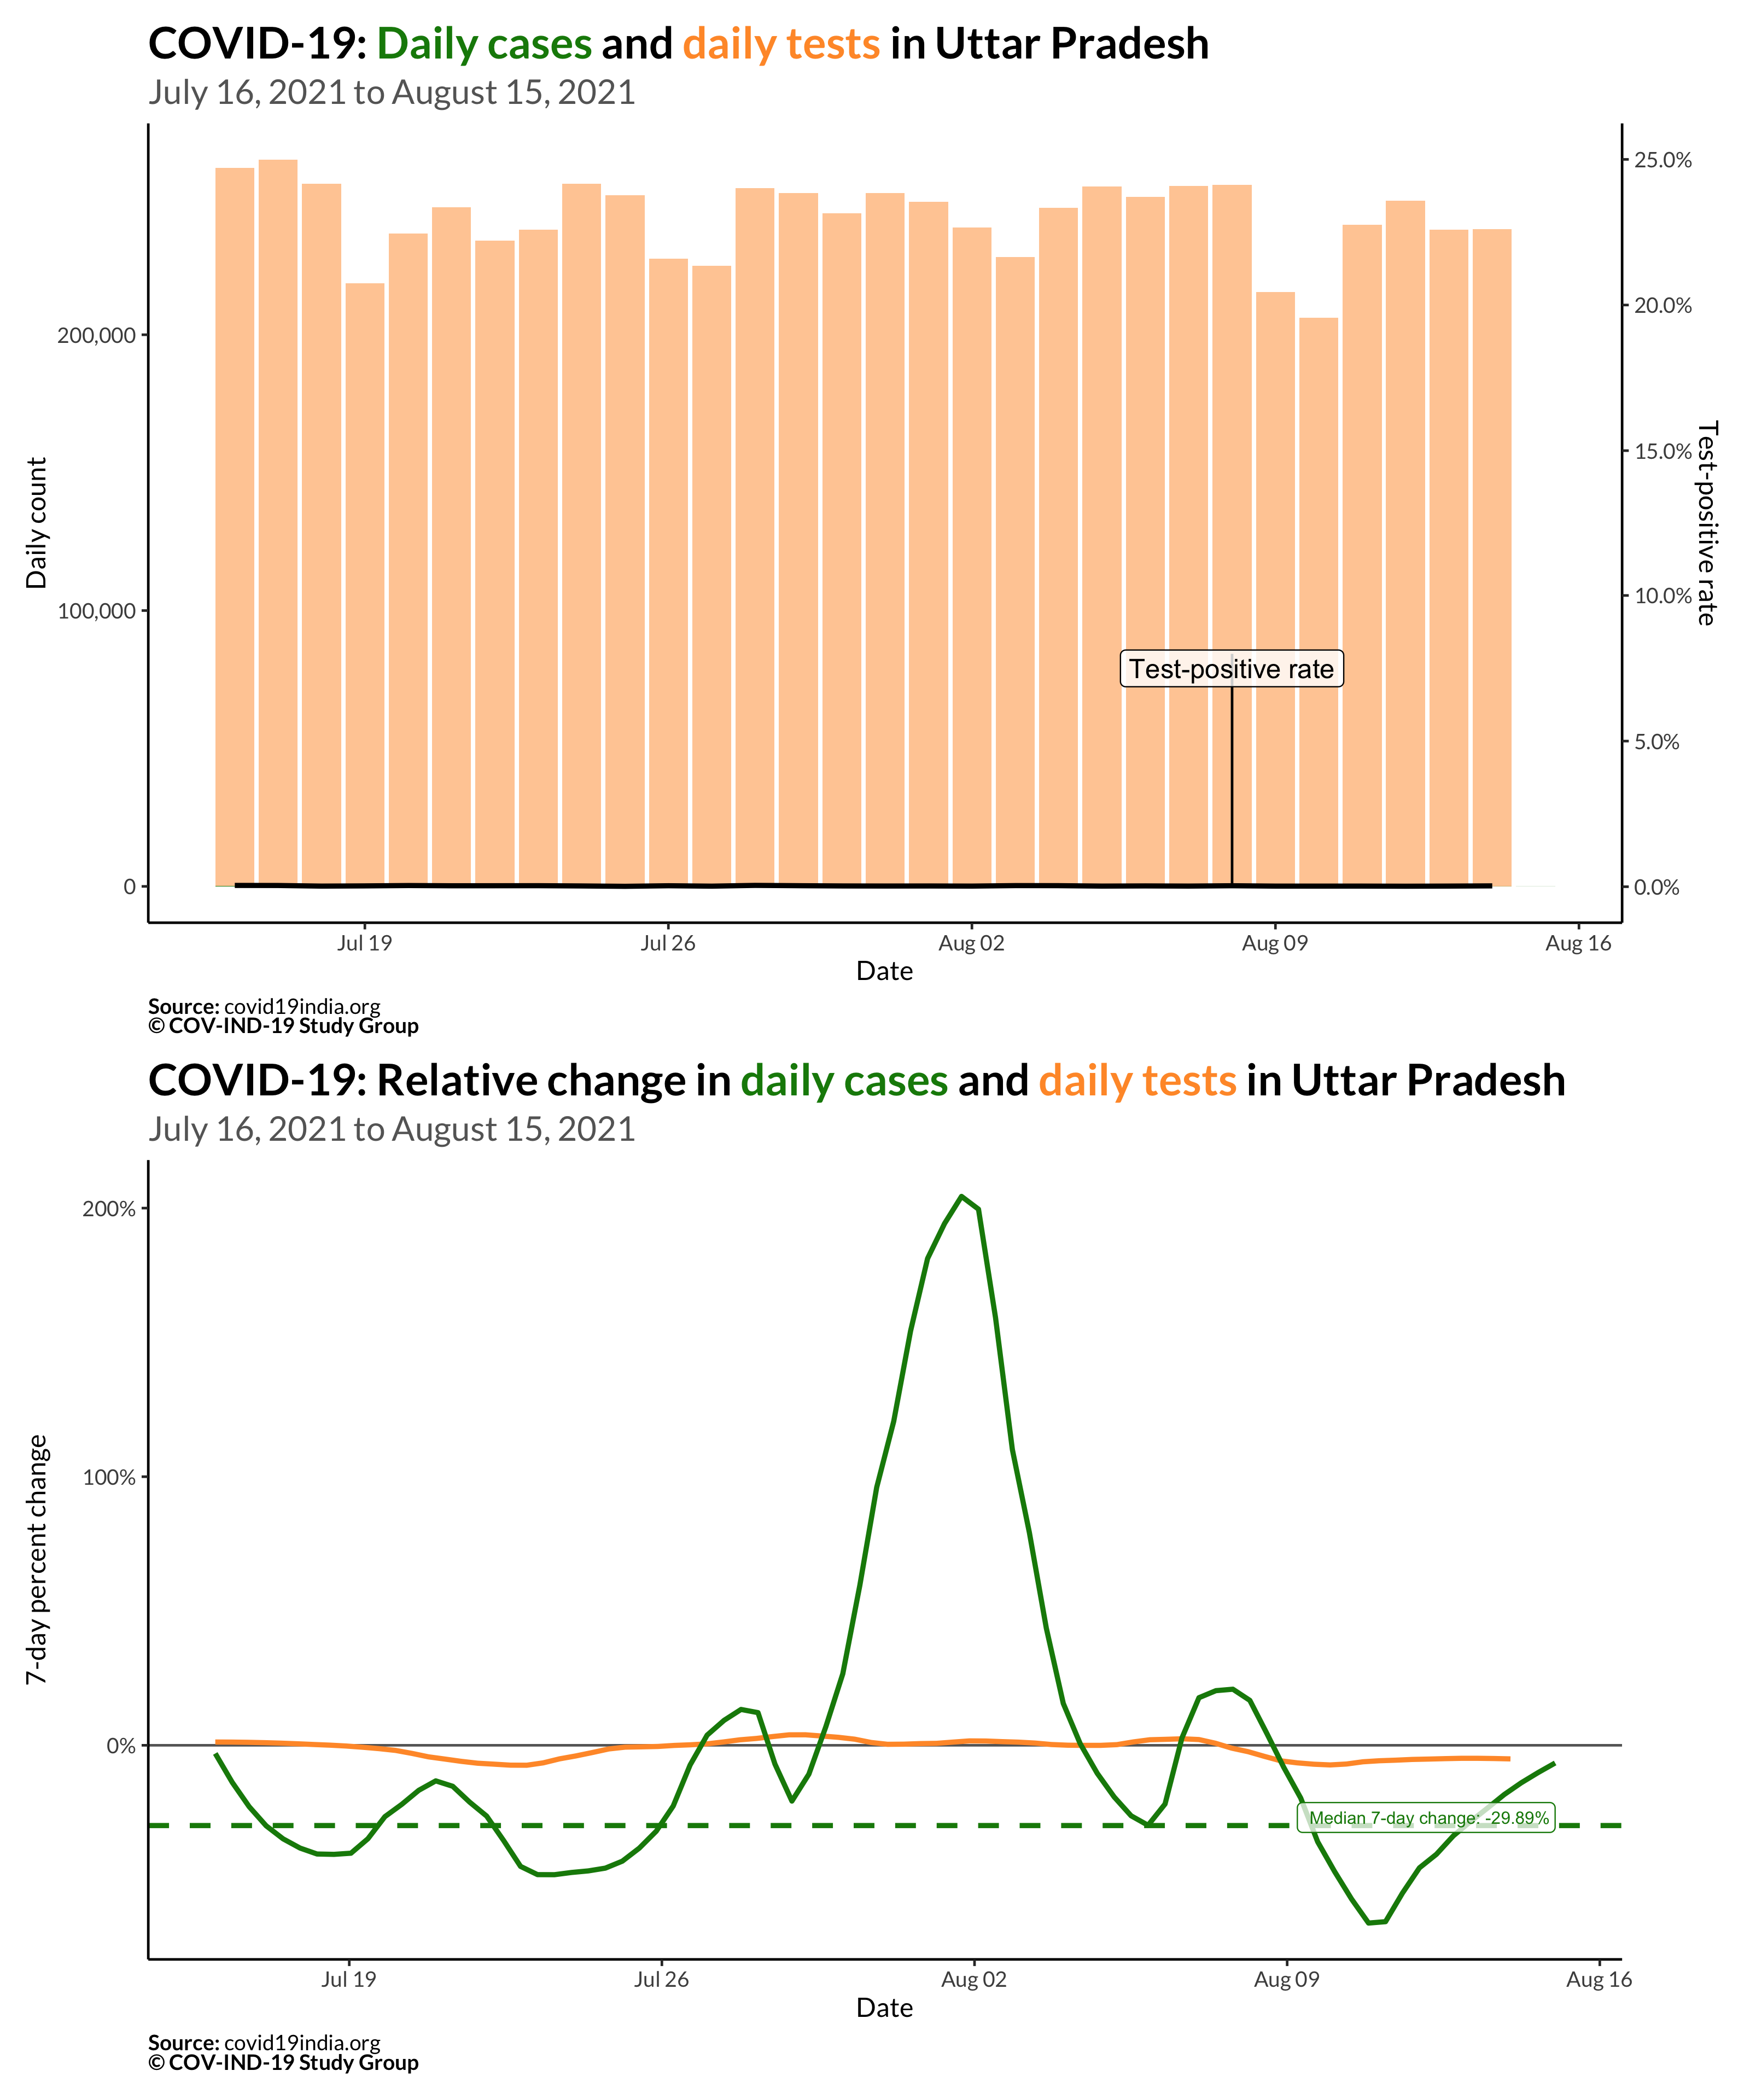 COVID-19: Daily cases and daily tests in Uttar Pradesh
July 16, 2021 to August 15, 2021
Daily count
200,000
100,000
0
25.0%
20.0%
15.0%
10.0%
5.0%
0.0%
Test-positive rate
Test-positive rate
Jul 19
Jul 26
Aug 02
Aug 09
Aug 16
Date
Source: covid19india.org
© COV-IND-19 Study Group
COVID-19: Relative change in daily cases and daily tests in Uttar Pradesh
July 16, 2021 to August 15, 2021
7-day percent change
200%
100%
0%
Median 7-day change: -29.89%
Jul 19
Jul 26
Aug 02
Aug 09
Aug 16
Date
Source: covid19india.org
© COV-IND-19 Study Group